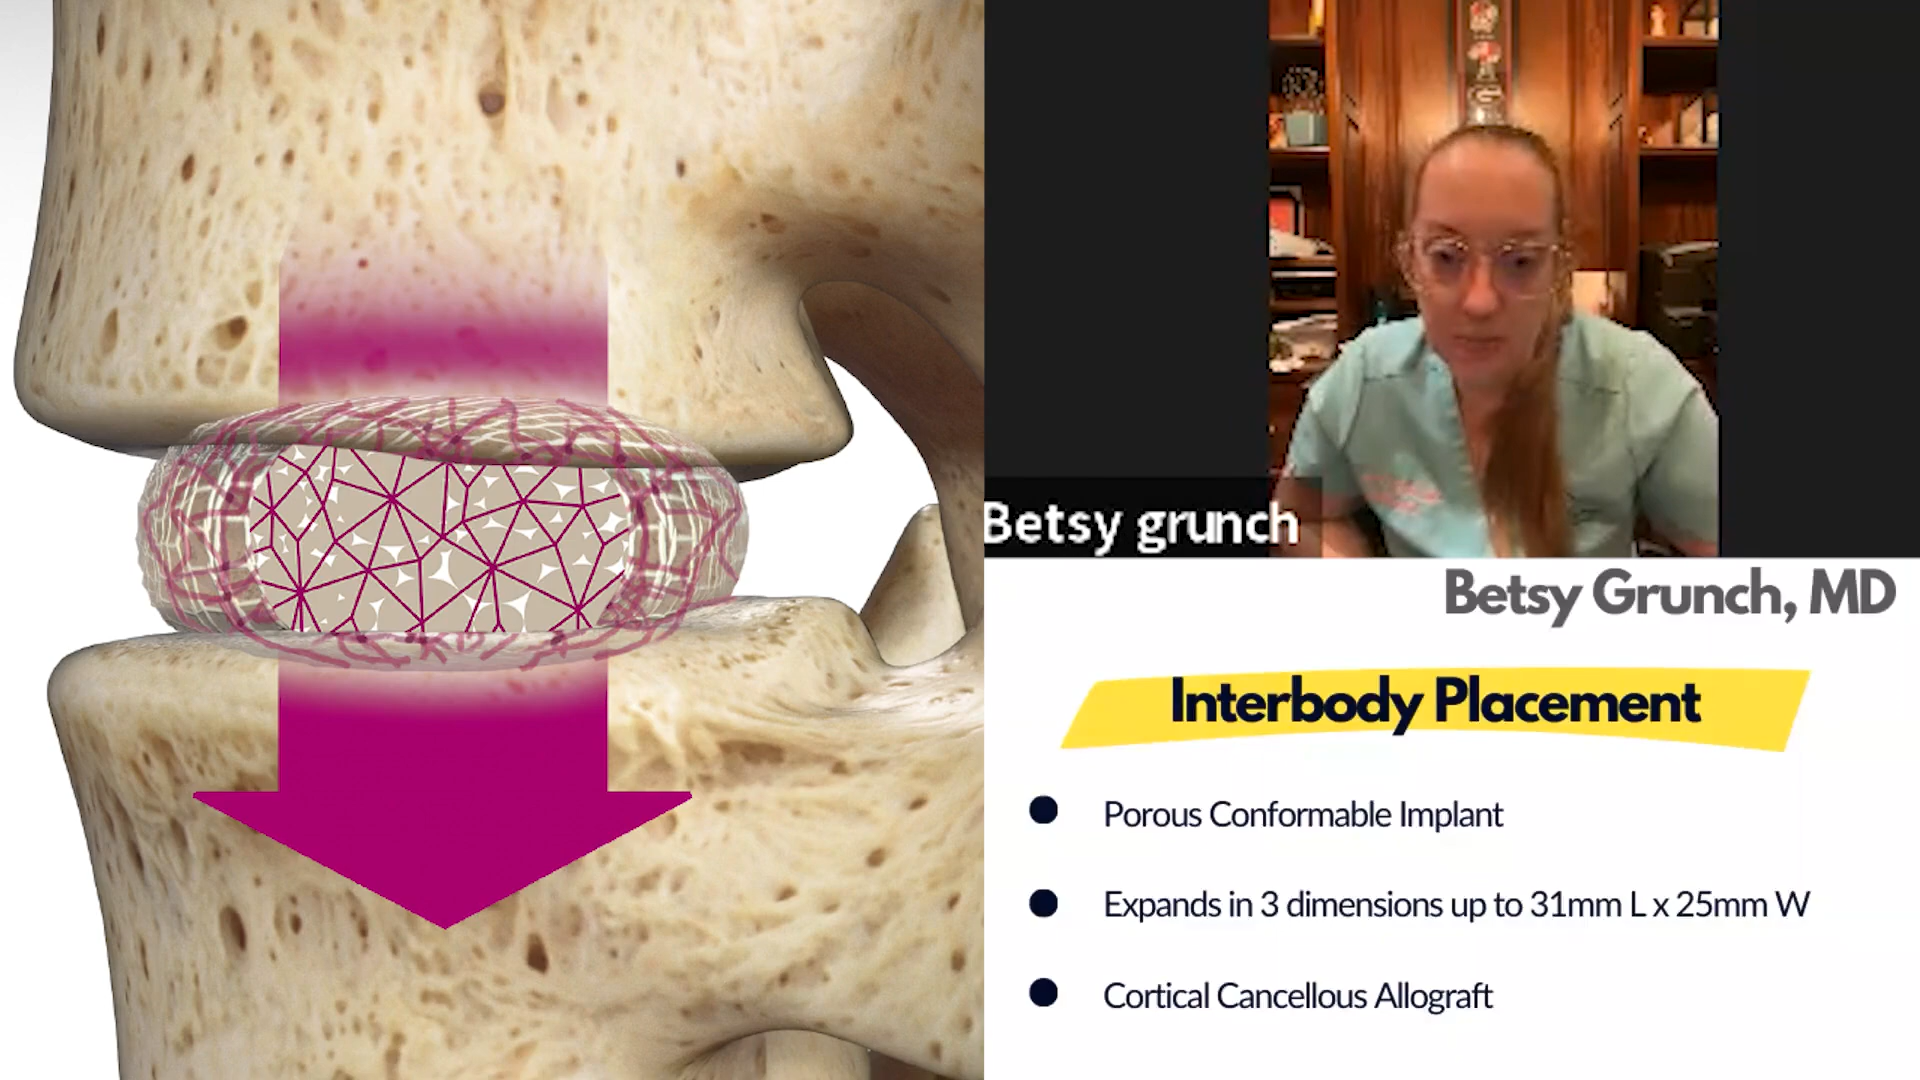 Betsy grunch
Betsy Grunch, MD
Interbody Placement
Porous Conformable Implant
Expands in 3 dimensions up to 31mm L x 25mm W
Cortical Cancellous Allograft